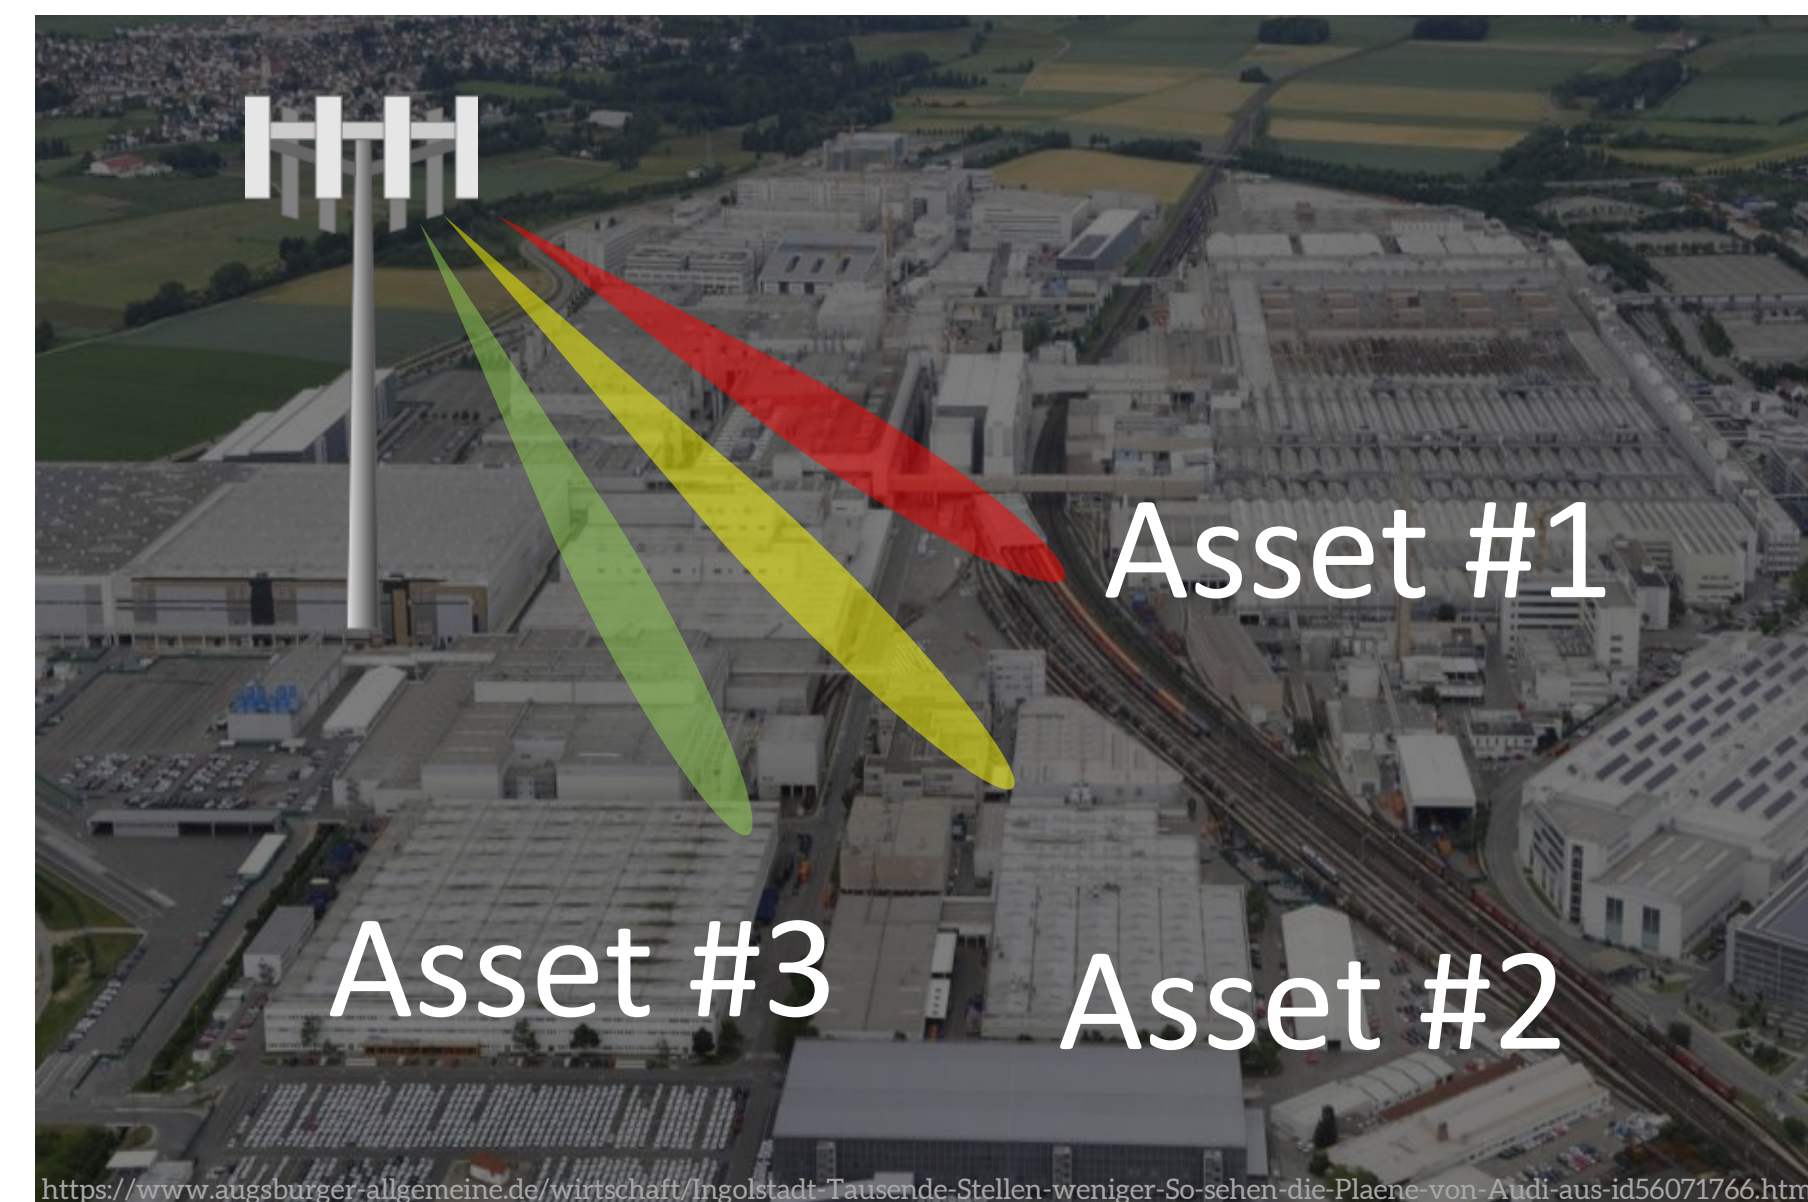 Asset #1
Asset #3
Asset #2
https://www.augsburger-allgemeine.de/wirtschaft/Ingolstadt-Tausende-Stellen-weniger-So-sehen-die-Plaene-von-Audi-aus-id56071766.htm